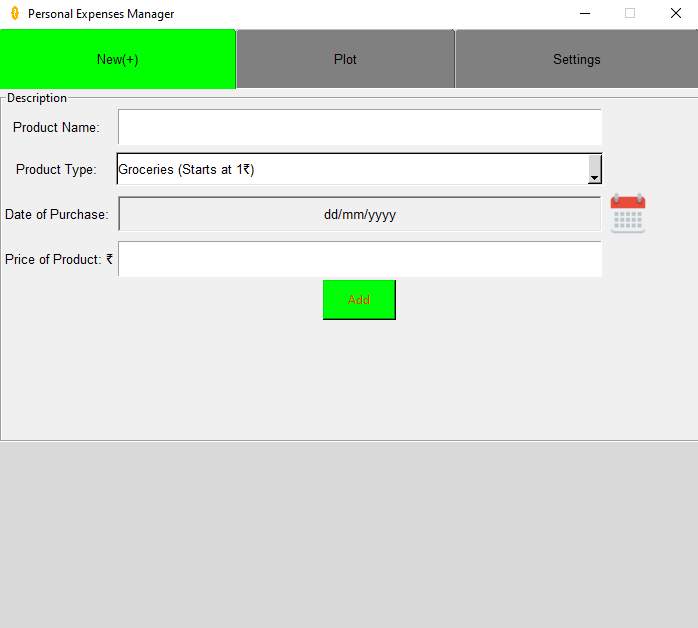 Personal Expenses Manager
New(+) Plot Settings
Description
Product Name:
Product Type: Groceries (Starts at 1₹)
Date of Purchase: dd/mm/yyyy
Price of Product: ₹
Add